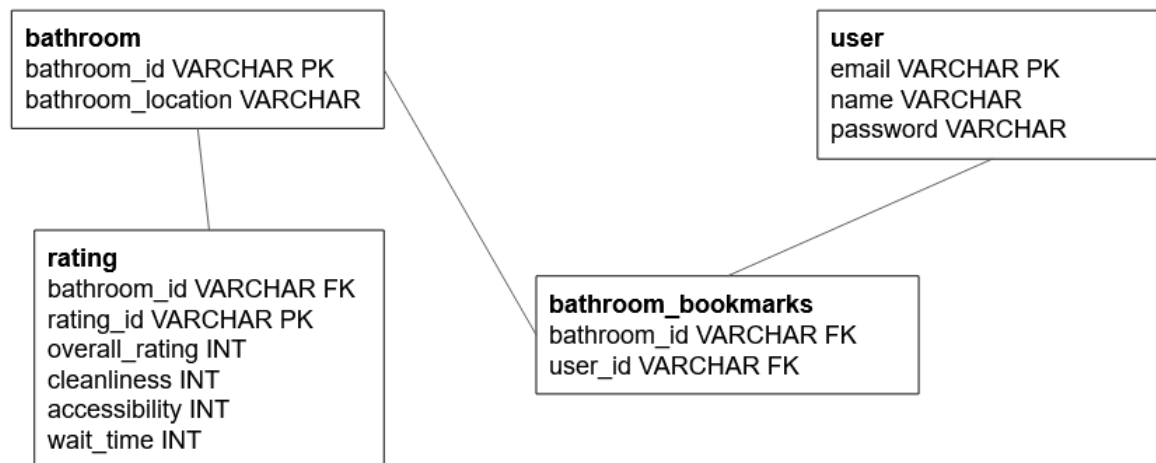 bathroom
bathroom_id VARCHAR PK
bathroom_location VARCHAR
user
email VARCHAR PK
name VARCHAR
password VARCHAR
rating
bathroom_id VARCHAR FK
rating_id VARCHAR PK
overall_rating INT
cleanliness INT
accessibility INT
wait_time INT
bathroom_bookmarks
bathroom_id VARCHAR FK
user_id VARCHAR FK